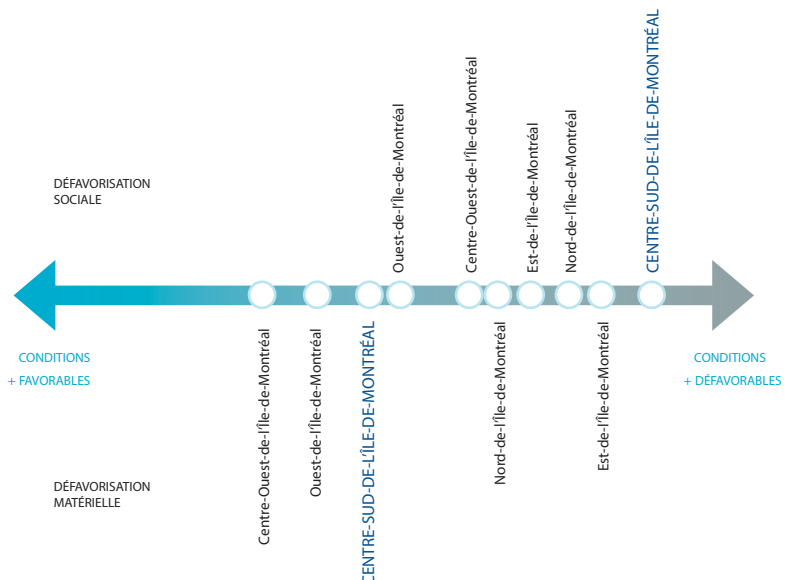 DÉFAVORISATION
SOCIALE
Ouest-de-l'Île-de-Montréal
Centre-Ouest-de-l'Île-de-Montréal
Est-de-l'Île-de-Montréal
Nord-de-l'Île-de-Montréal
CENTRE-SUD-DE-L'ÎLE-DE-MONTRÉAL
CONDITIONS
+ FAVORABLES
CONDITIONS
+ DÉFAVORABLES
DÉFAVORISATION
MATÉRIELLE
Centre-Ouest-de-l'Île-de-Montréal
Ouest-de-l'Île-de-Montréal
CENTRE-SUD-DE-L'ÎLE-DE-MONTRÉAL
Nord-de-l'Île-de-Montréal
Est-de-l'Île-de-Montréal